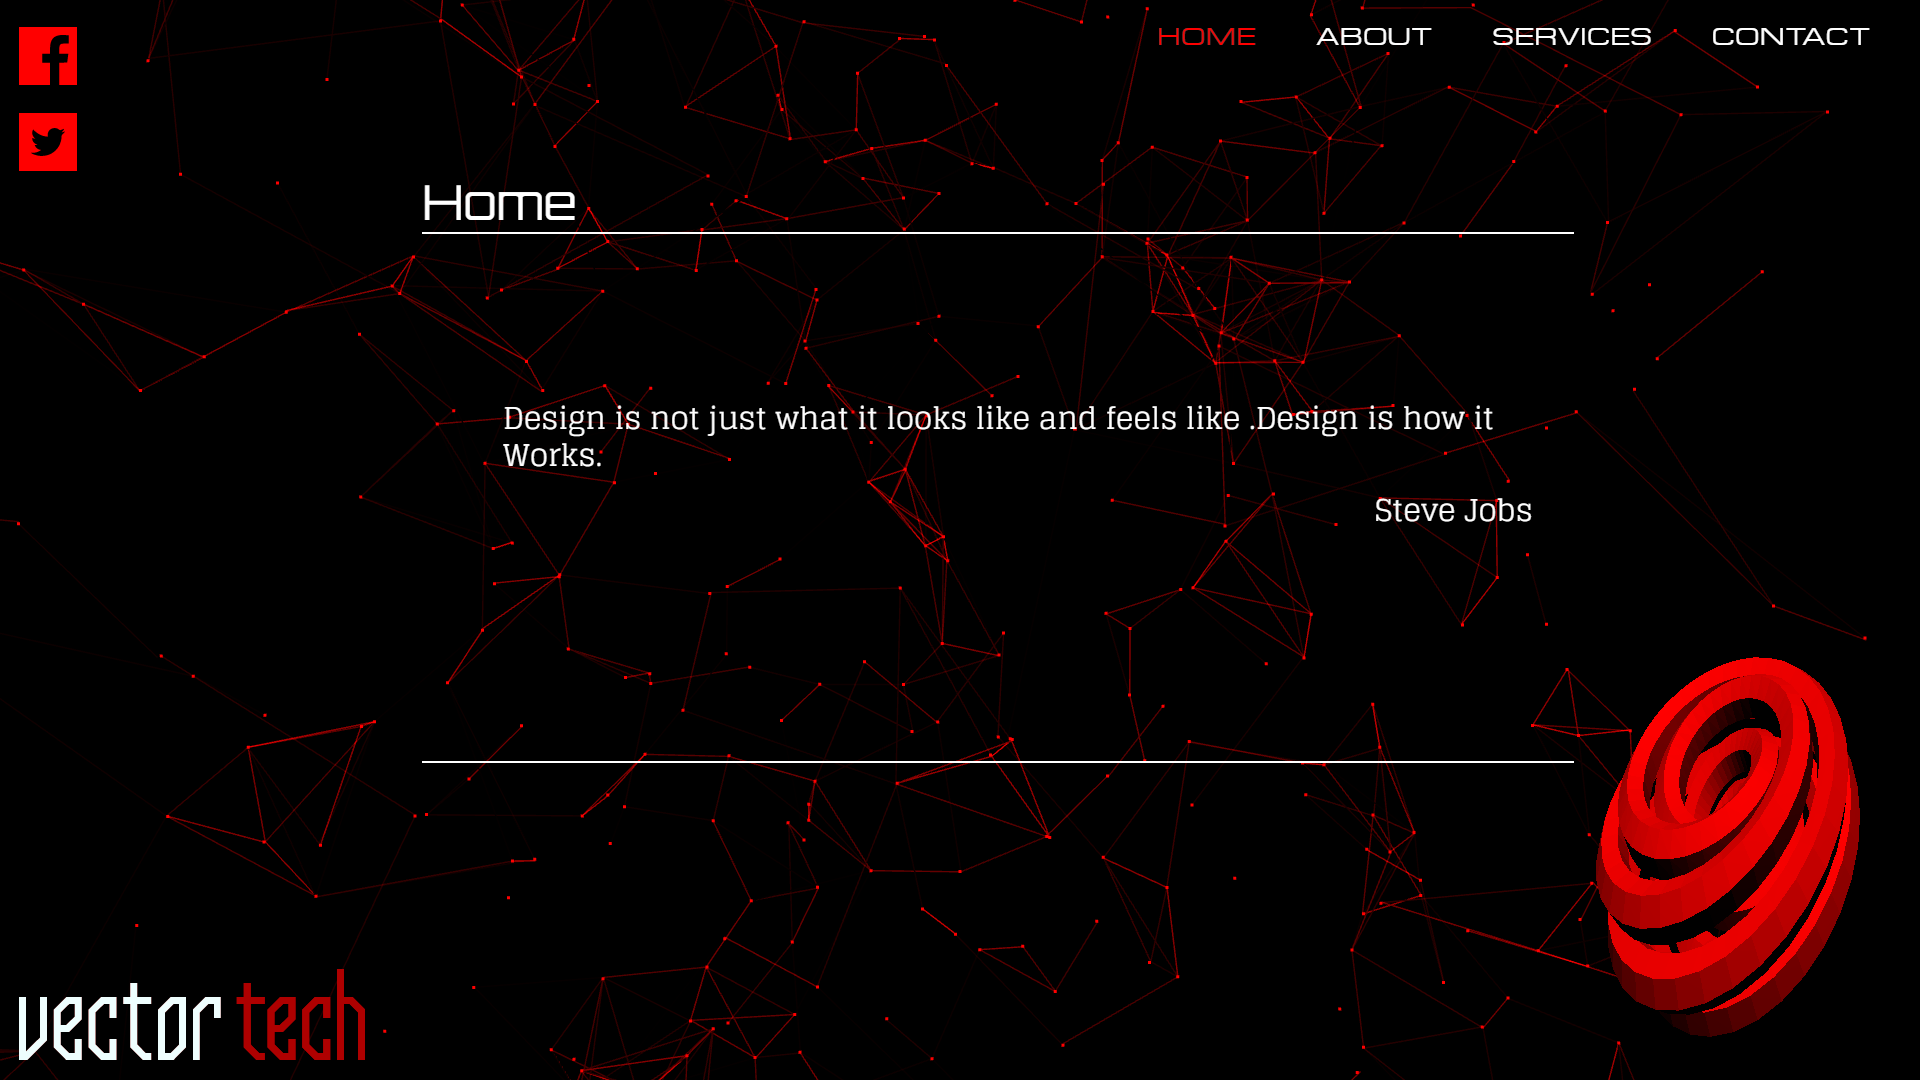 HOME ABOUT SERVICES CONTACT
Home
Design is not just what it looks like and feels like .Design is how it
Works.
Steve Jobs
vector tech